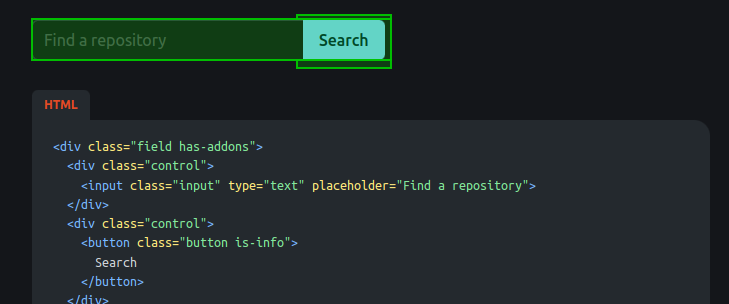 Find a repository Search
HTML
<div class="field has-addons">
<div class="control">
<input class="input" type="text" placeholder="Find a repository">
</div>
<div class="control">
<button class="button is-info">
Search
</button>
</div>